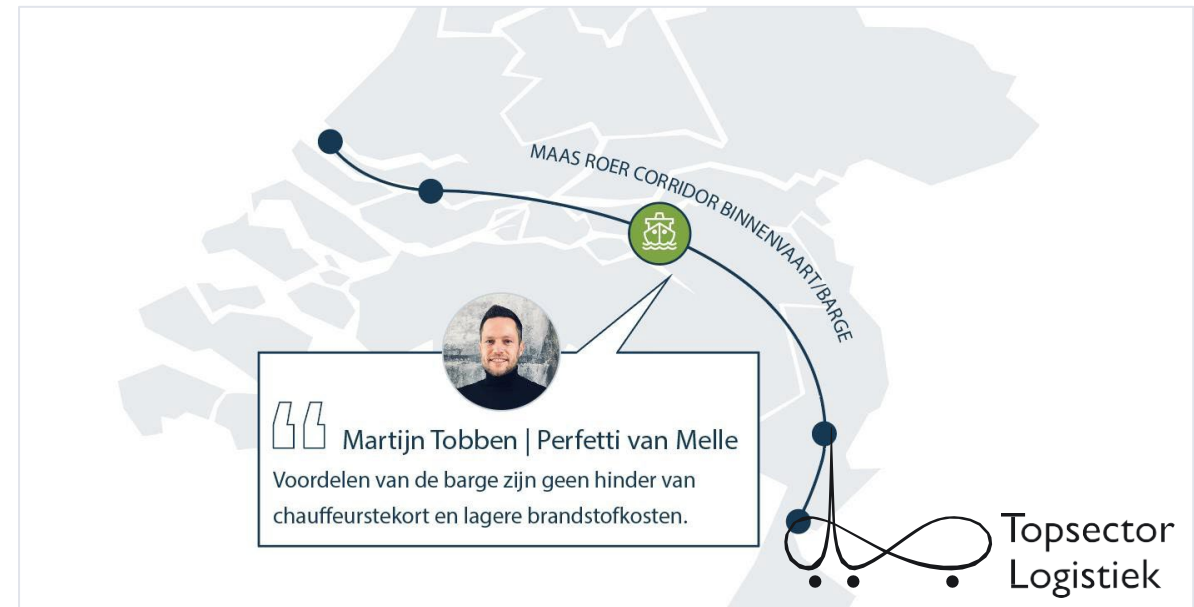 MAAS ROER CORRIDOR BINNENVAART/BARGE
Martijn Tobben | Perfetti van Melle
Voordelen van de barge zijn geen hinder van
chauffeurstekort en lagere brandstofkosten.
Topsector
Logistiek